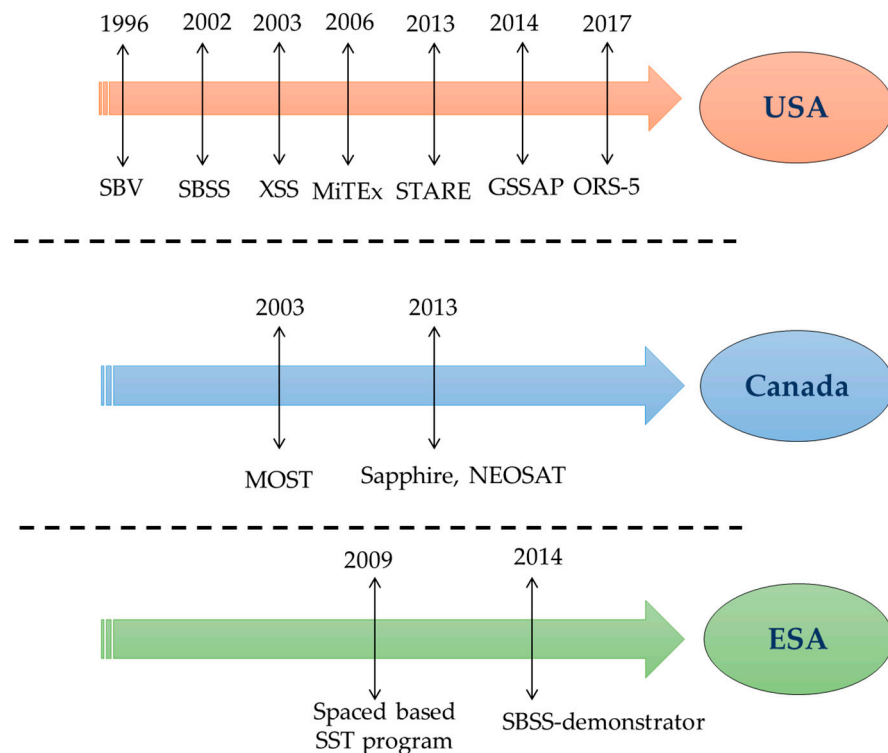 1996 2002 2003 2006 2013 2014 2017
USA
SBV SBSS XSS MiTEx STARE GSSAP ORS-5
2003 2013
Canada
MOST Sapphire, NEOSAT
2009 2014
ESA
Spaced based
SST program
SBSS-demonstrator